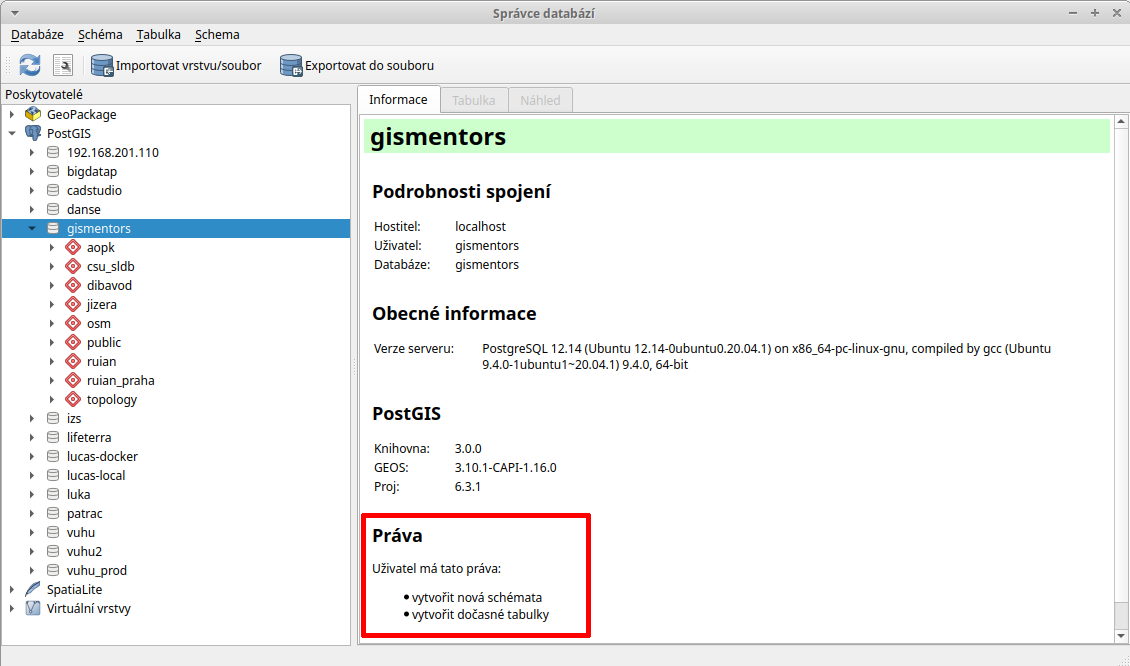 Správce databází
Databáze Schéma Tabulka Schema
Importovat vrstvu/soubor Exportovat do souboru
Poskytovatelé
GeoPackage
PostGIS
192.168.201.110
bigdatap
cadstudio
danse
gismentors
aopk
csu_sldb
dibavod
jizera
osm
public
ruian
ruian_praha
topology
izs
lifeterra
lucas-docker
lucas-local
luka
patrac
vuhu
vuhu2
vuhu_prod
SpatiaLite
Virtuální vrstvy
Informace Tabulka Náhled
gismentors
Podrobnosti spojení
Hostitel: localhost
Uživatel: gismentors
Databáze: gismentors
Obecné informace
Verze serveru: PostgreSQL 12.14 (Ubuntu 12.14-0ubuntu0.20.04.1) on x86_64-pc-linux-gnu, compiled by gcc (Ubuntu
9.4.0-1ubuntu1~20.04.1) 9.4.0, 64-bit
PostGIS
Knihovna: 3.0.0
GEOS: 3.10.1-CAPI-1.16.0
Proj: 6.3.1
Práva
Uživatel má tato práva:
• vytvořit nová schémata
• vytvořit dočasné tabulky